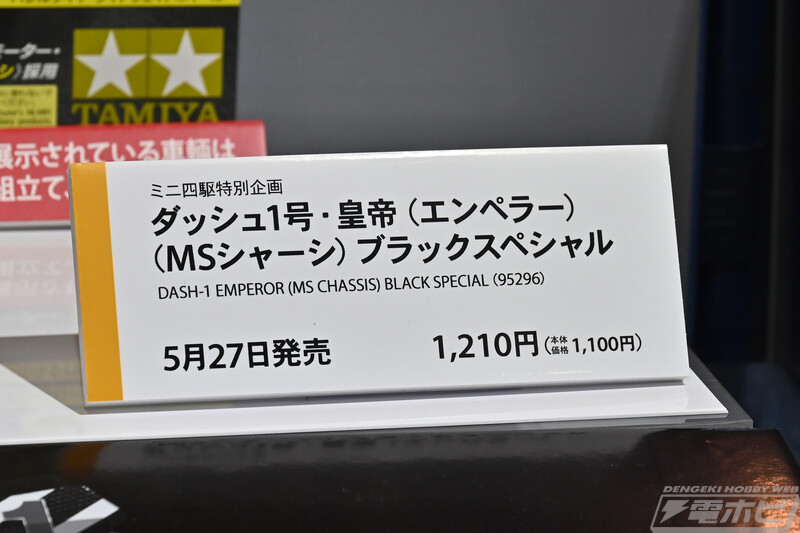 モーター・
採用
TAMIYA
展示されている車輌は
組立て、
ミニ四駆特別企画
ダッシュ1号・皇帝（エンペラー）
（MSシャーシ）ブラックスペシャル
DASH-1 EMPEROR (MS CHASSIS) BLACK SPECIAL（95296）
5月27日発売
1,210円（本体価格 1,100円）
DENGEKI HOBBY WEB
電ホビ